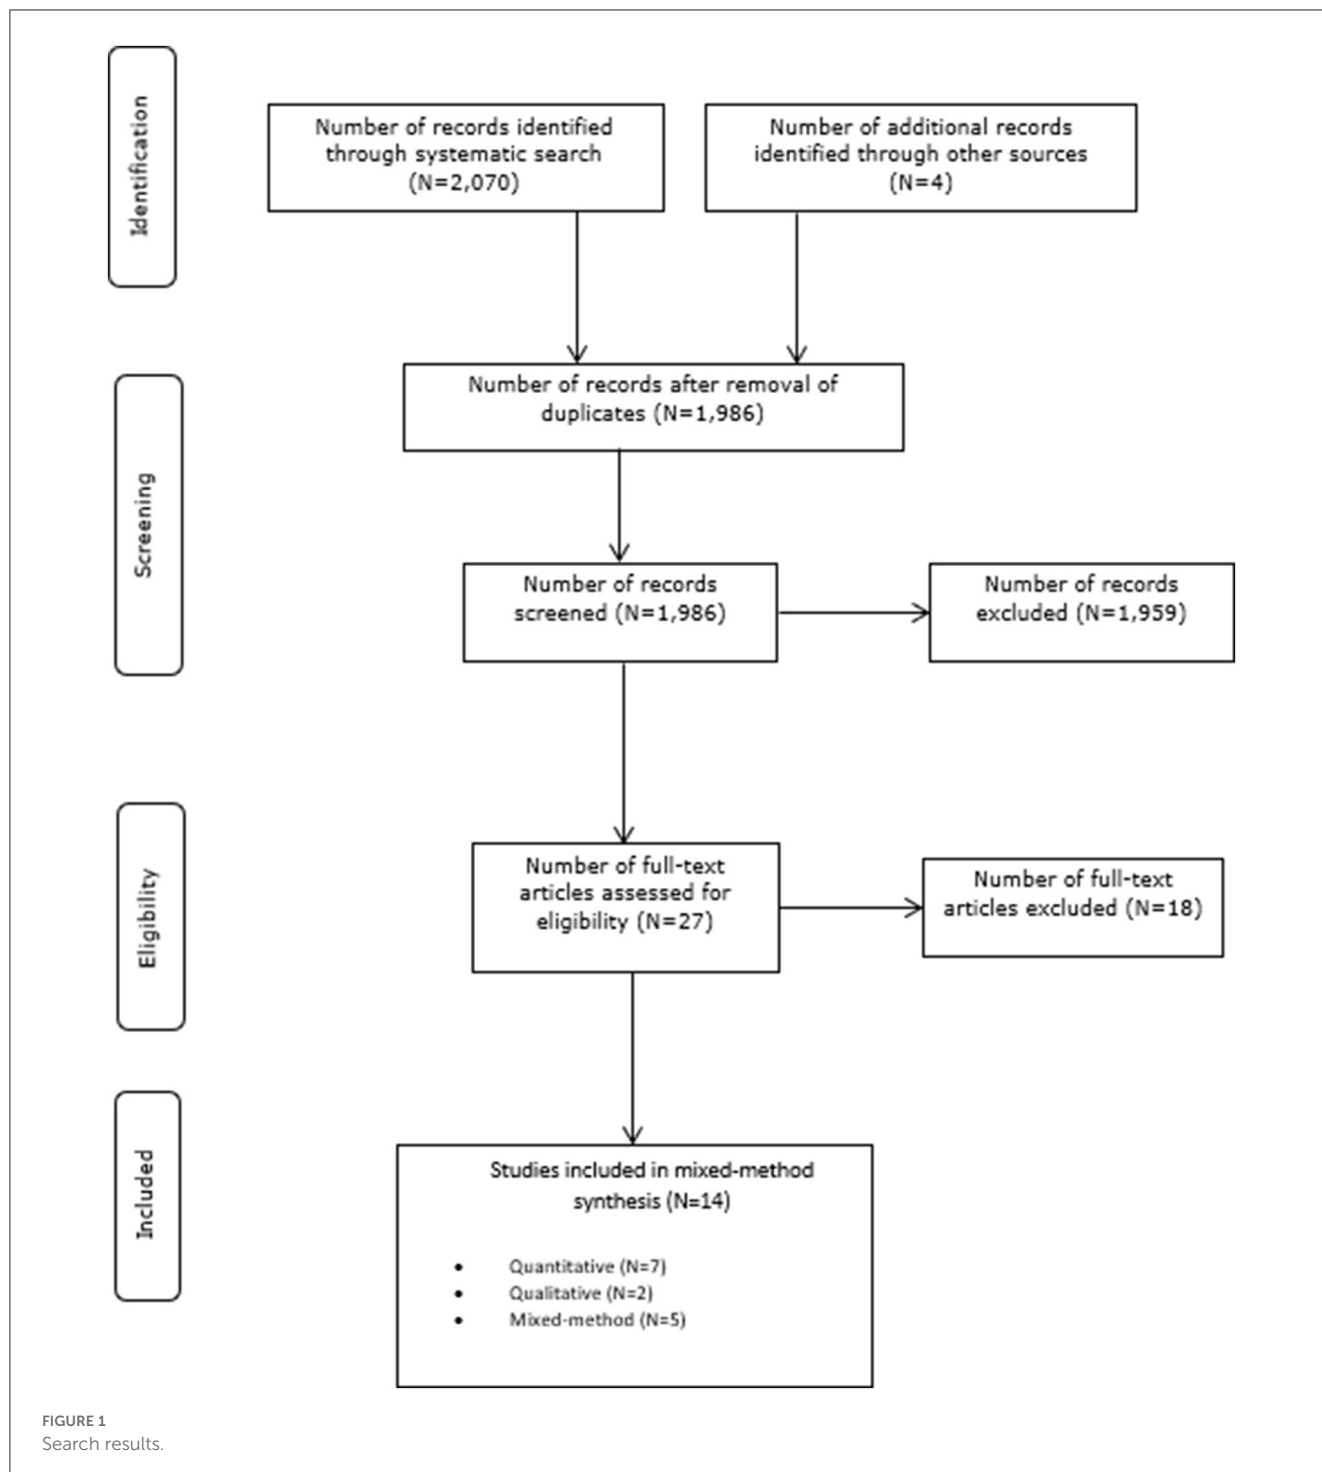 Identification
Number of records identified
through systematic search
(N=2,070)
Number of additional records
identified through other sources
(N=4)
Screening
Number of records after removal of
duplicates (N=1,986)
Number of records
screened (N=1,986)
Number of records
excluded (N=1,959)
Eligibility
Number of full-text
articles assessed for
eligibility (N=27)
Number of full-text
articles excluded (N=18)
Included
Studies included in mixed-method
synthesis (N=14)
• Quantitative (N=7)
• Qualitative (N=2)
• Mixed-method (N=5)
FIGURE 1
Search results.